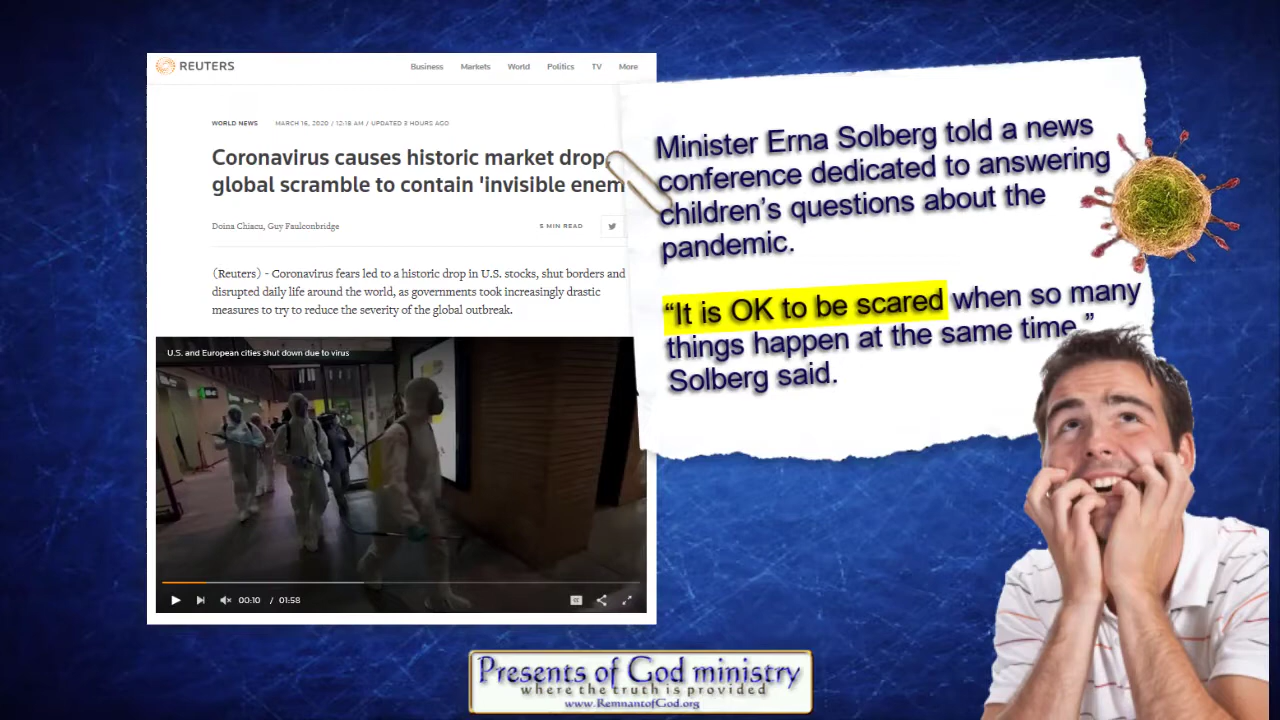 REUTERS
Business Markets World Politics TV More
WORLD NEWS MARCH 16, 2020 / 12:18 AM / UPDATED 3 HOURS AGO
Coronavirus causes historic market drop,
global scramble to contain 'invisible enem
Doina Chiacu, Guy Faulconbridge
5 MIN READ
(Reuters) - Coronavirus fears led to a historic drop in U.S. stocks, shut borders and
disrupted daily life around the world, as governments took increasingly drastic
measures to try to reduce the severity of the global outbreak.
U.S. and European cities shut down due to virus
00:10 / 01:58
Minister Erna Solberg told a news
conference dedicated to answering
children’s questions about the
pandemic.
“It is OK to be scared when so many
things happen at the same time,”
Solberg said.
Presents of God ministry
where the truth is provided
www.RemnantofGod.org